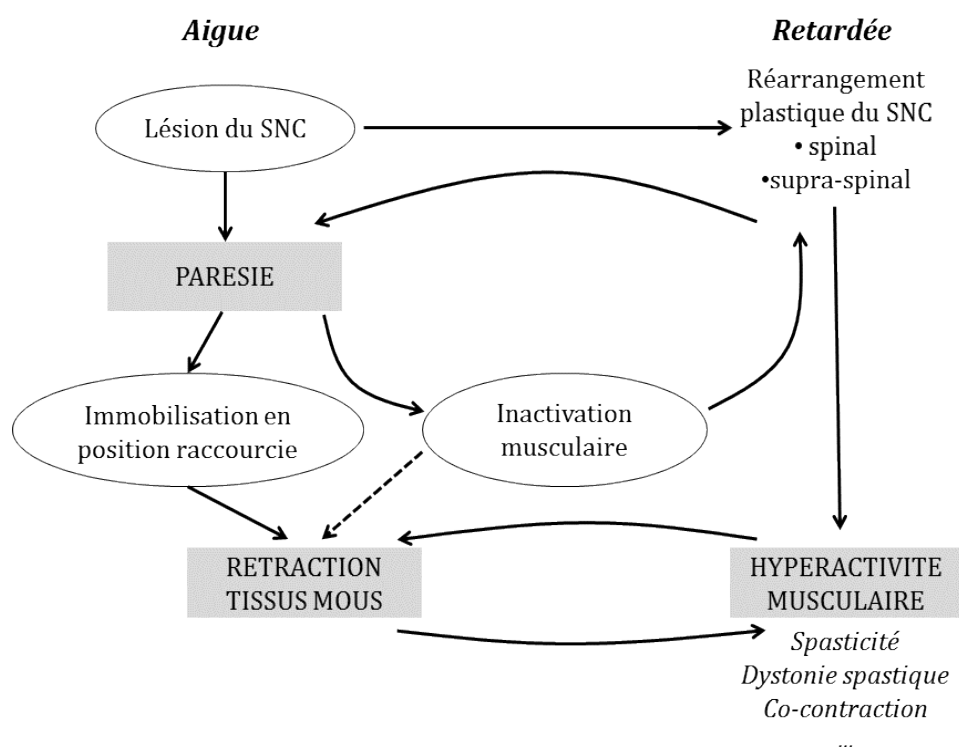 Aigue
Retardée
Lésion du SNC
Réarrangement
plastique du SNC
• spinal
•supra-spinal
PARESIE
Immobilisation en
position raccourcie
Inactivation
musculaire
RETRACTION
TISSUS MOUS
HYPERACTIVITE
MUSCULAIRE
Spasticité
Dystonie spastique
Co-contraction
...